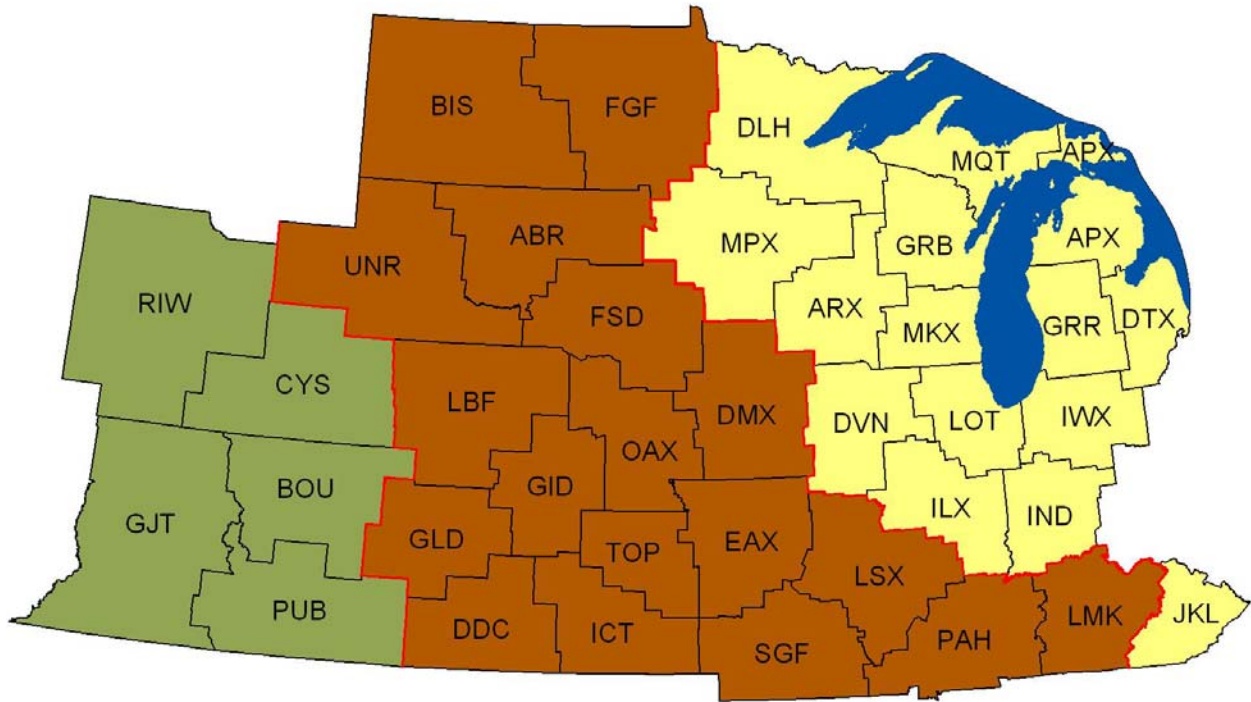 BIS
FGF
DLH
MQT
APX
UNR
ABR
MPX
GRB
APX
RIW
FSD
ARX
MKX
GRR
DTX
CYS
LBF
DMX
DVN
LOT
IWX
OAX
BOU
GID
ILX
IND
GJT
GLD
TOP
EAX
LSX
PUB
DDC
ICT
SGF
PAH
LMK
JKL